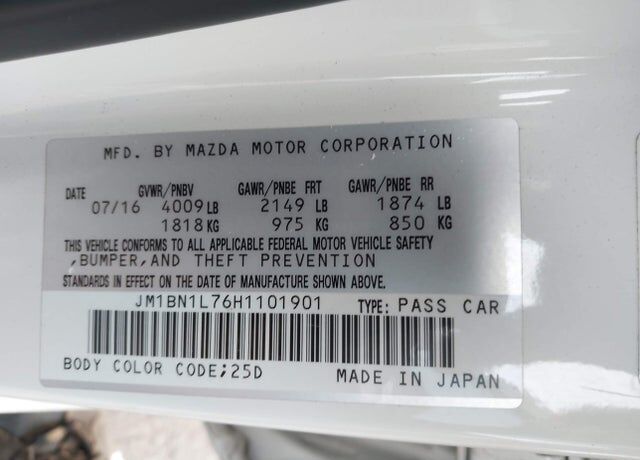 MFD. BY MAZDA MOTOR CORPORATION
DATE GVWR/PNBV GAWR/PNBE FRT GAWR/PNBE RR
07/16 4009 LB 2149 LB 1874 LB
1818 KG 975 KG 850 KG
THIS VEHICLE CONFORMS TO ALL APPLICABLE FEDERAL MOTOR VEHICLE SAFETY
,BUMPER,AND THEFT PREVENTION
STANDARDS IN EFFECT ON THE DATE OF MANUFACTURE SHOWN ABOVE.
JM1BN1L76H1101901 TYPE: PASS CAR
BODY COLOR CODE;25D MADE IN JAPAN